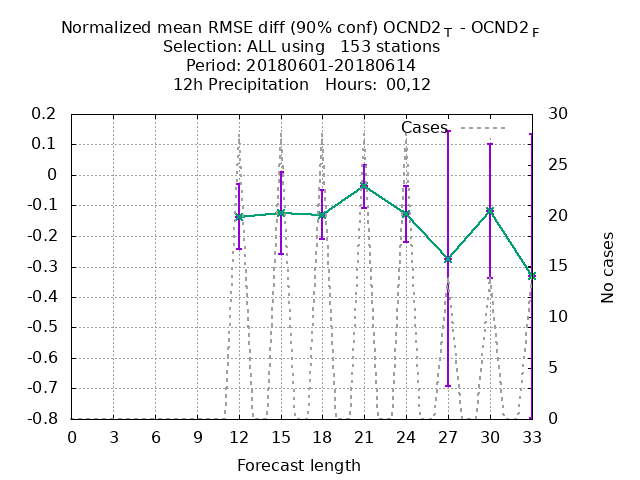 Normalized mean RMSE diff (90% conf) OCND2T - OCND2F
Selection: ALL using 153 stations
Period: 20180601-20180614
12h Precipitation Hours: 00,12
Cases
0.2
0.1
0
-0.1
-0.2
-0.3
-0.4
-0.5
-0.6
-0.7
-0.8
30
25
20
15
10
5
0
No cases
0 3 6 9 12 15 18 21 24 27 30 33
Forecast length